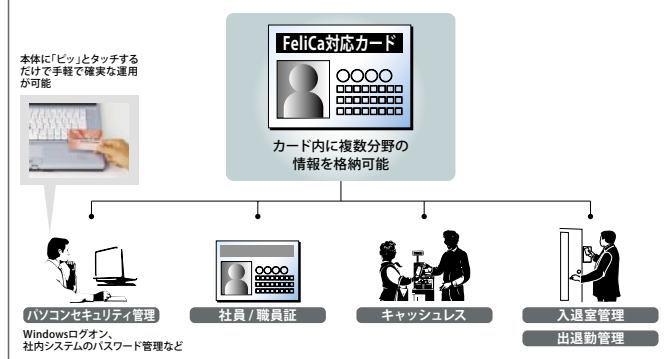 FeliCa対応カード
カード内に複数分野の
情報を格納可能
本体に「ピッ」とタッチする
だけで手軽で確実な運用
が可能
パソコンセキュリティ管理
Windowsログオン、
社内システムのパスワード管理など
社員 / 職員証
キャッシュレス
入退室管理
出退勤管理